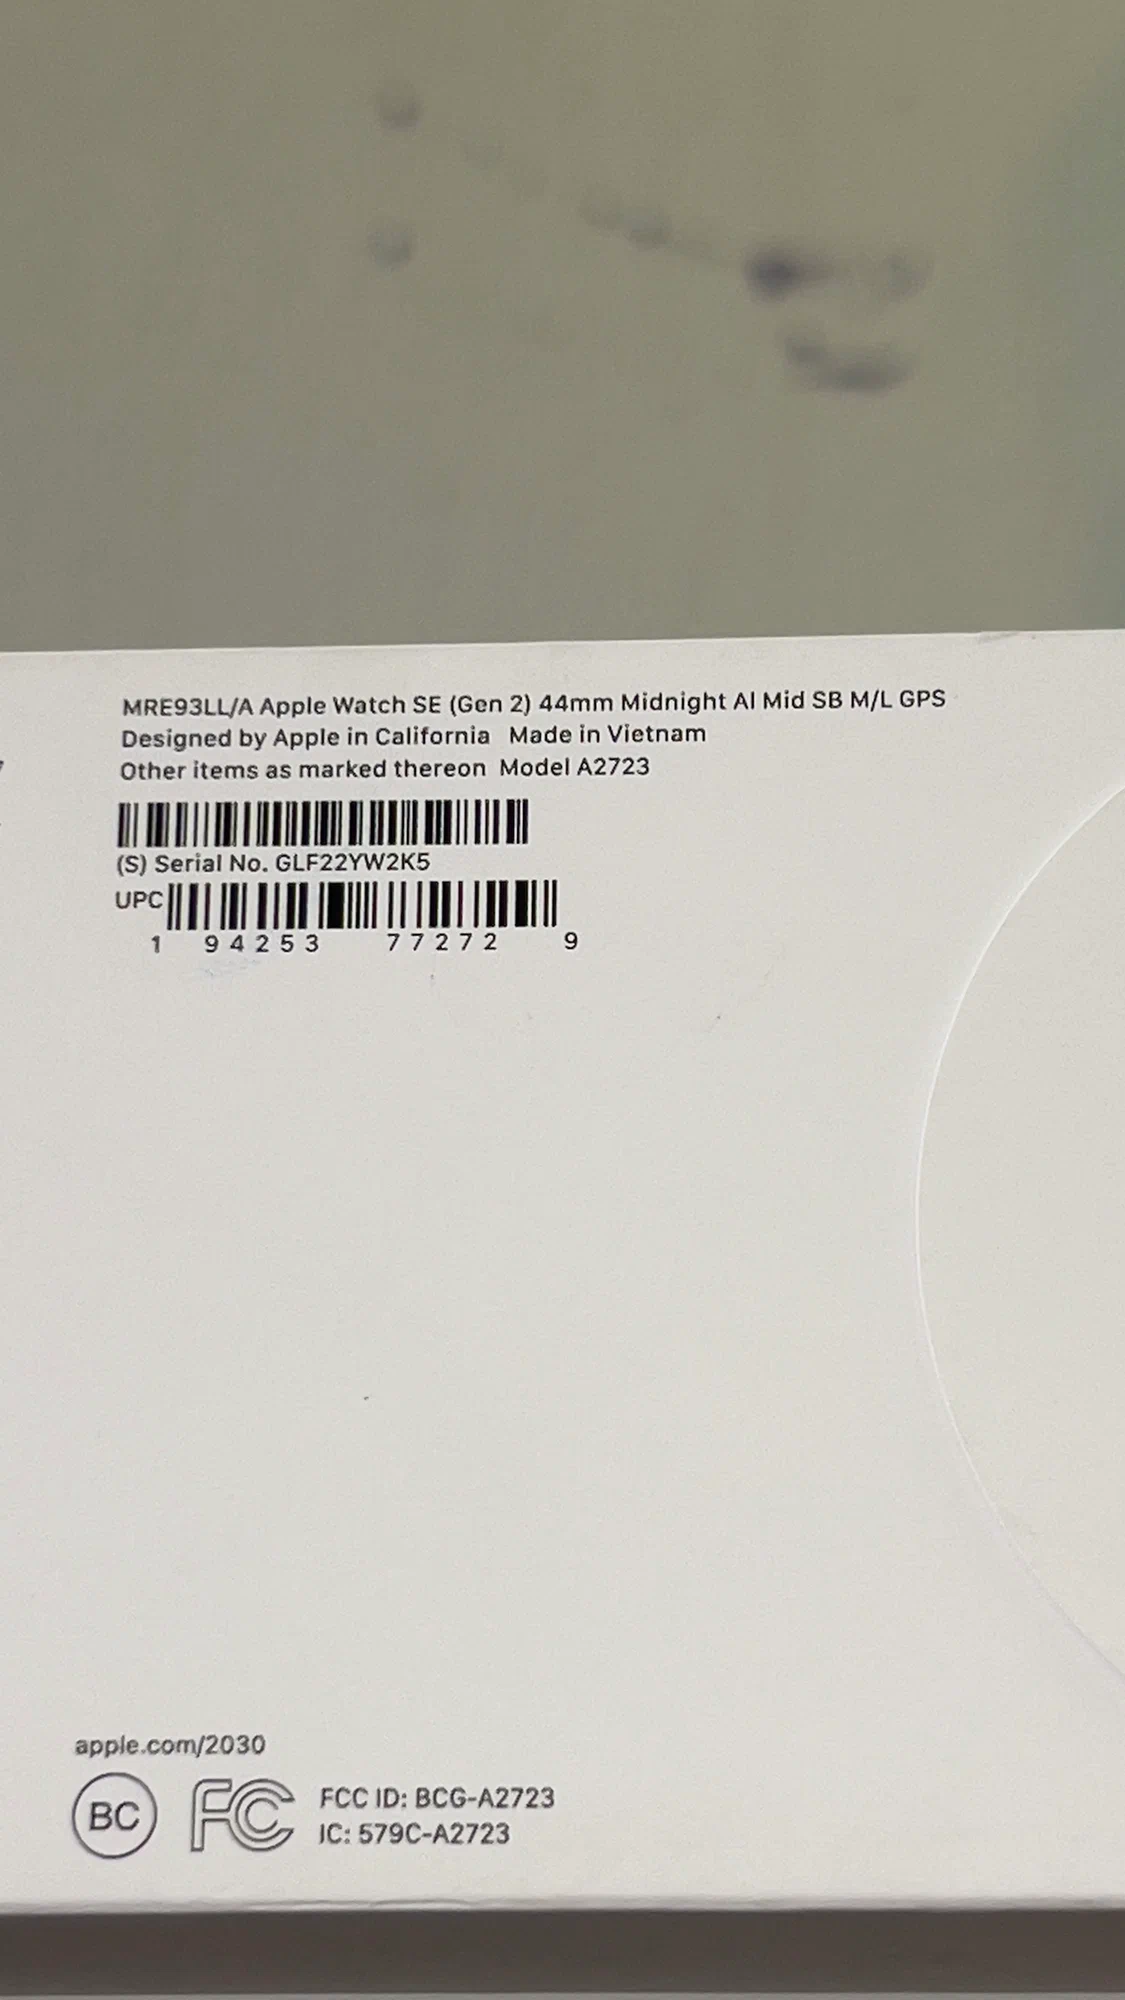 MRE93LL/A Apple Watch SE (Gen 2) 44mm Midnight Al Mid SB M/L GPS
Designed by Apple in California Made in Vietnam
Other items as marked thereon Model A2723
(S) Serial No. GLF22YW2K5
UPC
1 94253 77272 9
apple.com/2030
BC FC FCC ID: BCG-A2723
IC: 579C-A2723